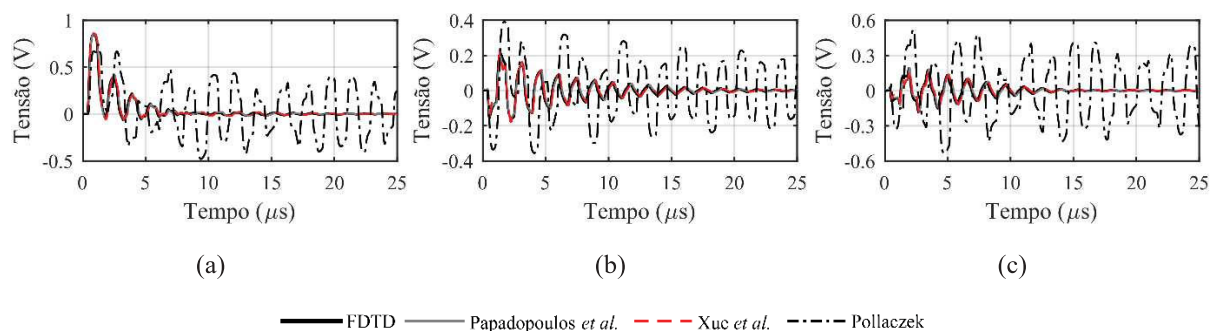 1
0.5
0
-0.5
Tensão (V)
0 5 10 15 20 25
Tempo (μs)
(a)
0.4
0.2
0
-0.2
-0.4
Tensão (V)
0 5 10 15 20 25
Tempo (μs)
(b)
0.6
0.3
0
-0.3
-0.6
Tensão (V)
0 5 10 15 20 25
Tempo (μs)
(c)
FDTD Papadopoulos et al. Xue et al. Pollaczek